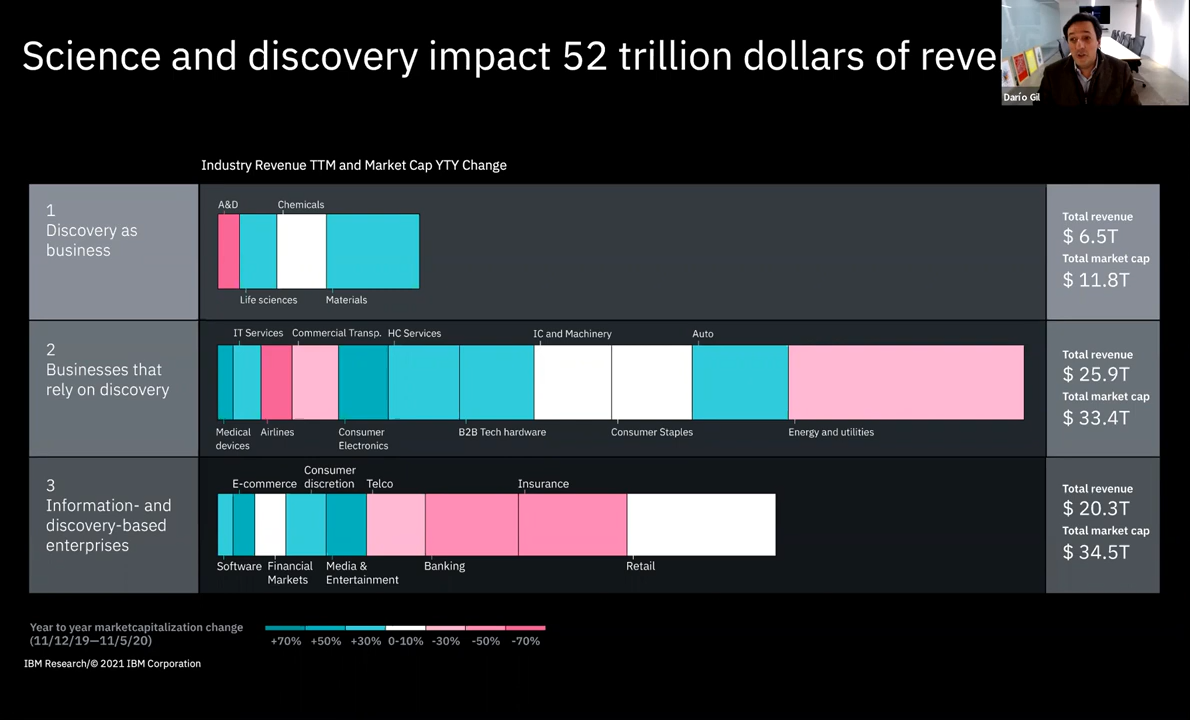 Science and discovery impact 52 trillion dollars of reve
Darío Gil
Industry Revenue TTM and Market Cap YTY Change
1
Discovery as
business
A&D
Chemicals
Life sciences
Materials
Total revenue
$ 6.5T
Total market cap
$ 11.8T
2
Businesses that
rely on discovery
IT Services
Commercial Transp.
HC Services
IC and Machinery
Auto
Medical
devices
Airlines
Consumer
Electronics
B2B Tech hardware
Consumer Staples
Energy and utilities
Total revenue
$ 25.9T
Total market cap
$ 33.4T
3
Information- and
discovery-based
enterprises
E-commerce
Consumer
discretion
Telco
Insurance
Software
Financial
Markets
Media &
Entertainment
Banking
Retail
Total revenue
$ 20.3T
Total market cap
$ 34.5T
Year to year marketcapitalization change
(11/12/19—11/5/20)
+70% +50% +30% 0-10% -30% -50% -70%
IBM Research/© 2021 IBM Corporation